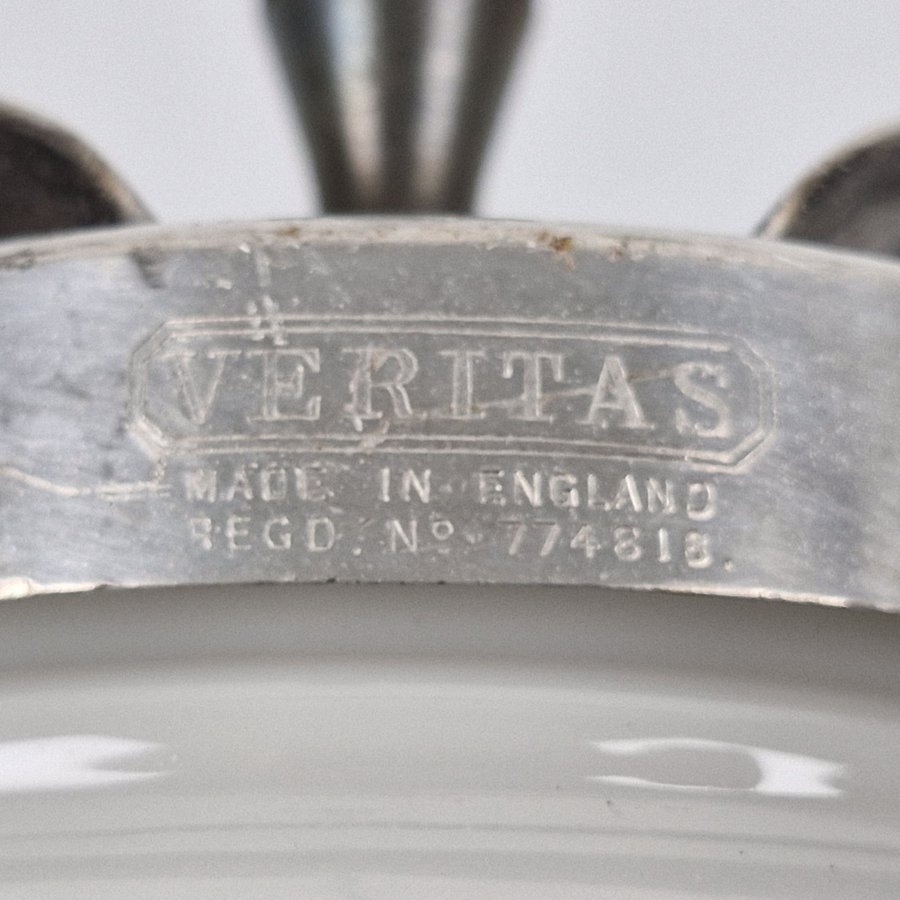 VERITAS
MADE IN ENGLAND
REGD. No. 774818.